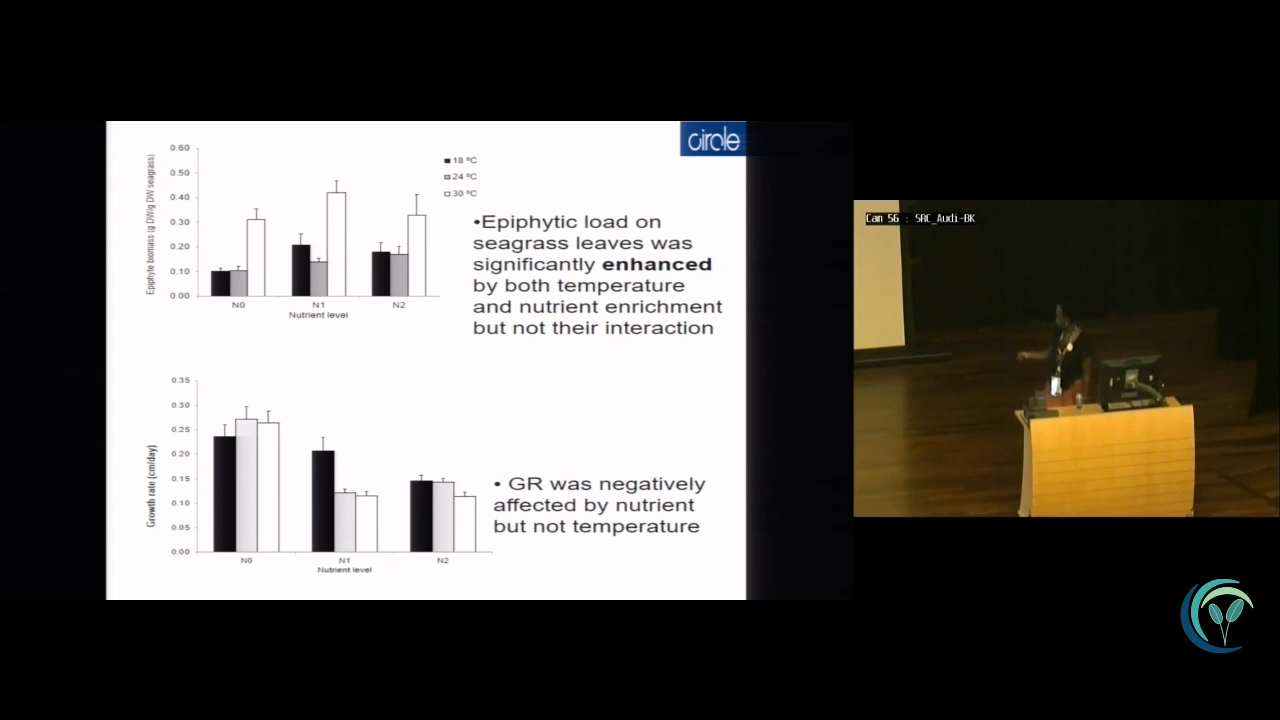 circle
0.60
0.50
0.40
0.30
0.20
0.10
0.00
Epiphyte biomass (g DW/g DW seagrass)
N0 N1 N2
Nutrient level
18 ºC
24 ºC
30 ºC
•Epiphytic load on
seagrass leaves was
significantly enhanced
by both temperature
and nutrient enrichment
but not their interaction
0.35
0.30
0.25
0.20
0.15
0.10
0.05
0.00
Growth rate (cm/day)
N0 N1 N2
Nutrient level
• GR was negatively
affected by nutrient
but not temperature
Cam 56 : SRC_Audi-BK